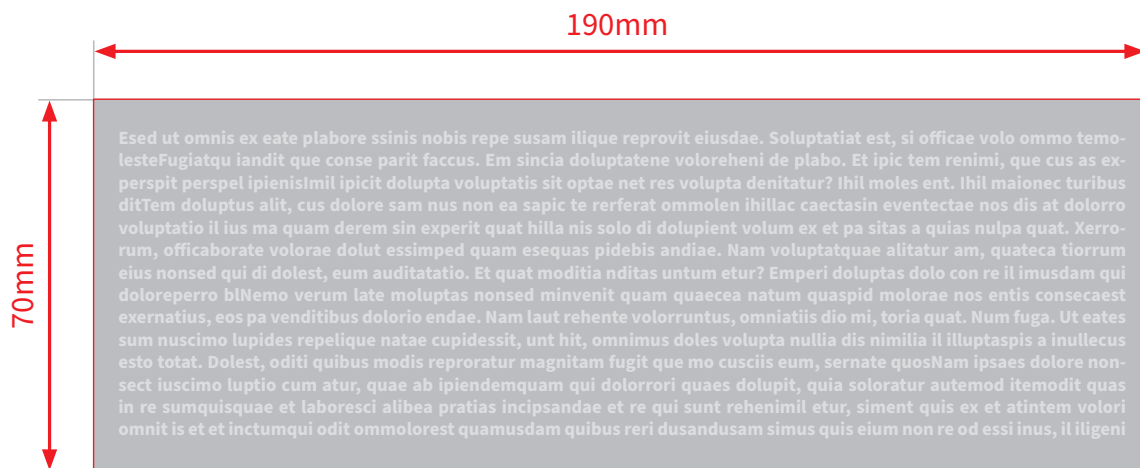 190mm
70mm
Esed ut omnis ex eate plabore ssinis nobis repe susam ilique reprovit eiusdae. Soluptatiat est, si officae volo ommo temo-
lesteFugiatqu iandit que conse parit faccus. Em sincia doluptatene voloreheni de plabo. Et ipic tem renimi, que cus as ex-
perspit perspel ipienisImil ipicit dolupta voluptatis sit optae net res volupta denitatur? Ihil moles ent. Ihil maionec turibus
ditTem doluptus alit, cus dolore sam nus non ea sapic te rerferat ommolen ihillac caectasin eventectae nos dis at dolorro
voluptatio il ius ma quam derem sin experit quat hilla nis solo di dolupient volum ex et pa sitas a quias nulpa quat. Xerro-
rum, officaborate volorae dolut essimped quam esequas pidebis andiae. Nam voluptatquae alitatur am, quateca tiorrum
eius nonsed qui di dolest, eum auditatatio. Et quat moditia nditas untum etur? Emperi doluptas dolo con re il imusdam qui
doloreperro blNemo verum late molupta nonsed minvenit quam quaepro natum quaspid molorae nos entis consecaest
exernatius, eos pa venditibus dolorio endae. Nam laut rehente volorruntus, omniatiis dio mi, toria quat. Num fuga. Ut eates
sum nuscimo lupides repelique natae cupidessit, unt hit, omnimus doles volupta nullia dis nimilia il illuptaspis a inullecus
esto totat. Dolest, oditi quibus modis reproratur magnitam fugit que mo cusciis eum, sernate quosNam ipsaes dolore non-
sect iuscimo luptio cum atur, quae ab ipiendemquam qui dolorrori quaes dolupit, quia soloratur autemod itemodit quas
in re sumquisquae et laboresci alibea pratias incipsandae et re qui sunt rehenimil etur, siment quis ex et atintem volori
omnit is et et inctumqui odit ommolorest quamusdam quibus reri dusandusam simus quis eium non re od essi inus, il iligeni